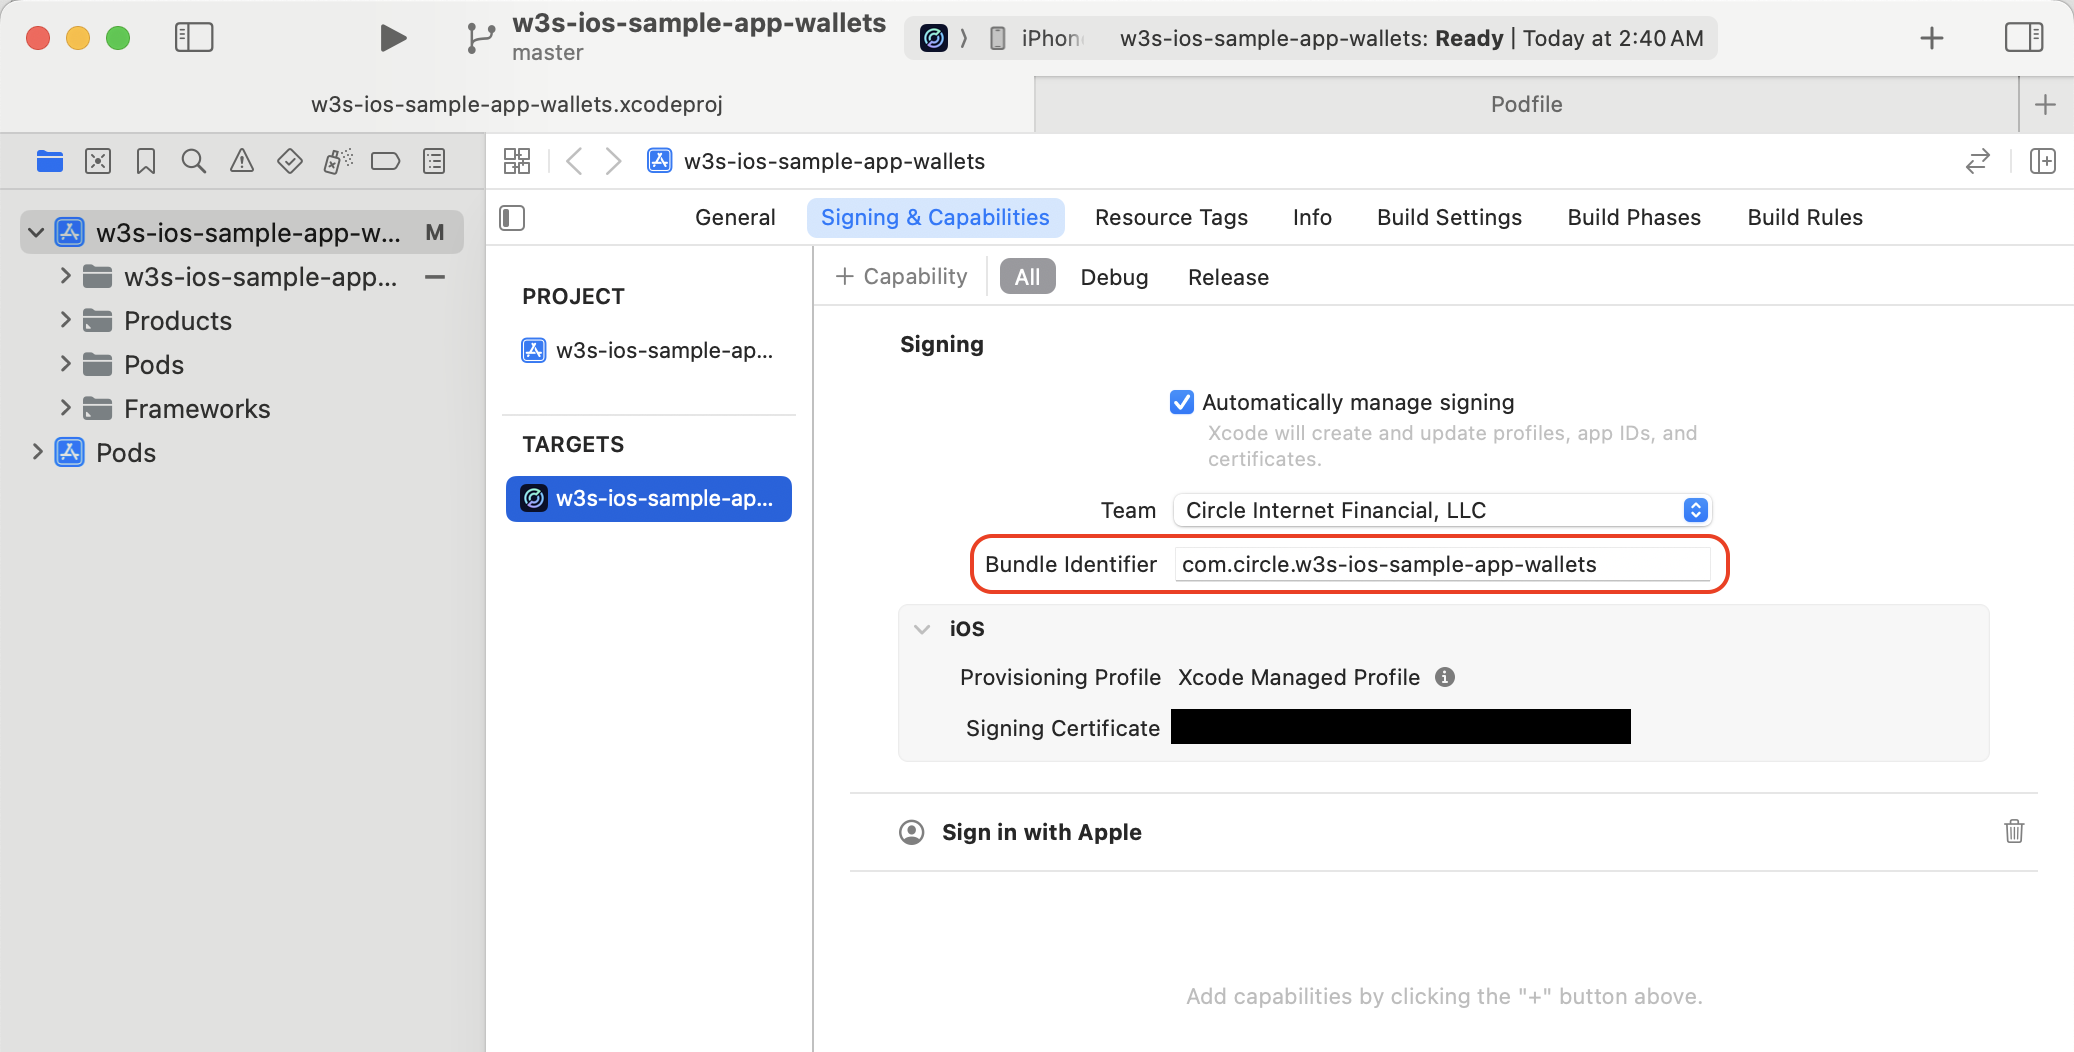 w3s-ios-sample-app-wallets
master
iPhon
w3s-ios-sample-app-wallets: Ready | Today at 2:40 AM
w3s-ios-sample-app-wallets.xcodeproj
Podfile
w3s-ios-sample-app-wallets
w3s-ios-sample-app-w... M
w3s-ios-sample-app...
Products
Pods
Frameworks
Pods
General
Signing & Capabilities
Resource Tags
Info
Build Settings
Build Phases
Build Rules
PROJECT
w3s-ios-sample-ap...
TARGETS
w3s-ios-sample-ap...
+ Capability
All
Debug
Release
Signing
Automatically manage signing
Xcode will create and update profiles, app IDs, and
certificates.
Team Circle Internet Financial, LLC
Bundle Identifier com.circle.w3s-ios-sample-app-wallets
iOS
Provisioning Profile Xcode Managed Profile
Signing Certificate
Sign in with Apple
Add capabilities by clicking the "+" button above.